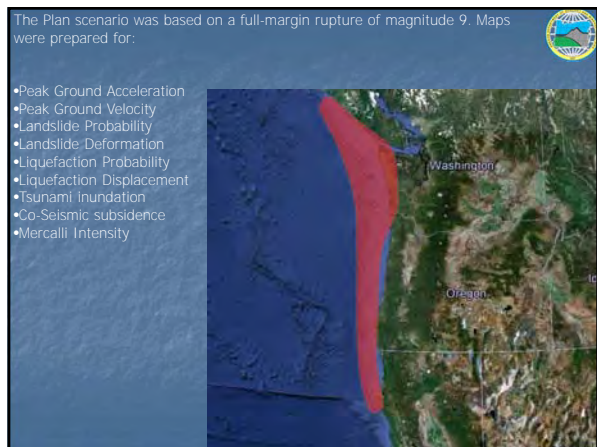 The Plan scenario was based on a full-margin rupture of magnitude 9. Maps
were prepared for:
•Peak Ground Acceleration
•Peak Ground Velocity
•Landslide Probability
•Landslide Deformation
•Liquefaction Probability
•Liquefaction Displacement
•Tsunami inundation
•Co-Seismic subsidence
•Mercalli Intensity
Washington
Oregon